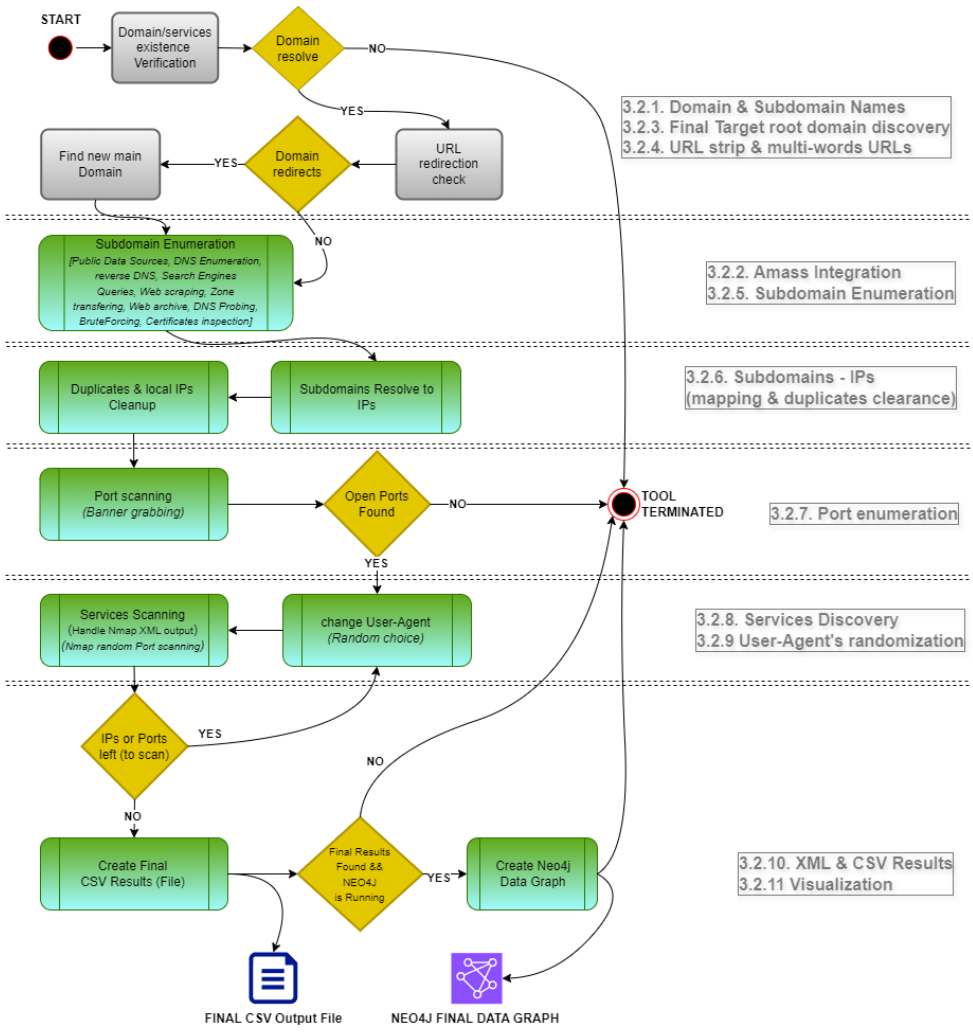 START
Domain/services
existence
Verification
Domain
resolve
NO
YES
3.2.1. Domain & Subdomain Names
3.2.3. Final Target root domain discovery
3.2.4. URL strip & multi-words URLs
Find new main
Domain
YES
Domain
redirects
URL
redirection
check
NO
Subdomain Enumeration
[Public Data Sources, DNS Enumeration,
reverse DNS, Search Engines
Queries, Web scraping, Zone
transfering, Web archive, DNS Probing,
BruteForcing, Certificates inspection]
3.2.2. Amass Integration
3.2.5. Subdomain Enumeration
Duplicates & local IPs
Cleanup
Subdomains Resolve to
IPs
3.2.6. Subdomains - IPs
(mapping & duplicates clearance)
Port scanning
(Banner grabbing)
Open Ports
Found
NO
YES
TOOL
TERMINATED
3.2.7. Port enumeration
Services Scanning
(Handle Nmap XML output)
(Nmap random Port scanning)
change User-Agent
(Random choice)
3.2.8. Services Discovery
3.2.9 User-Agent's randomization
IPs or Ports
left (to scan)
YES
NO
NO
Create Final
CSV Results (File)
Final Results
Found &&
NEO4J
is Running
YES
Create Neo4j
Data Graph
3.2.10. XML & CSV Results
3.2.11 Visualization
FINAL CSV Output File
NEO4J FINAL DATA GRAPH